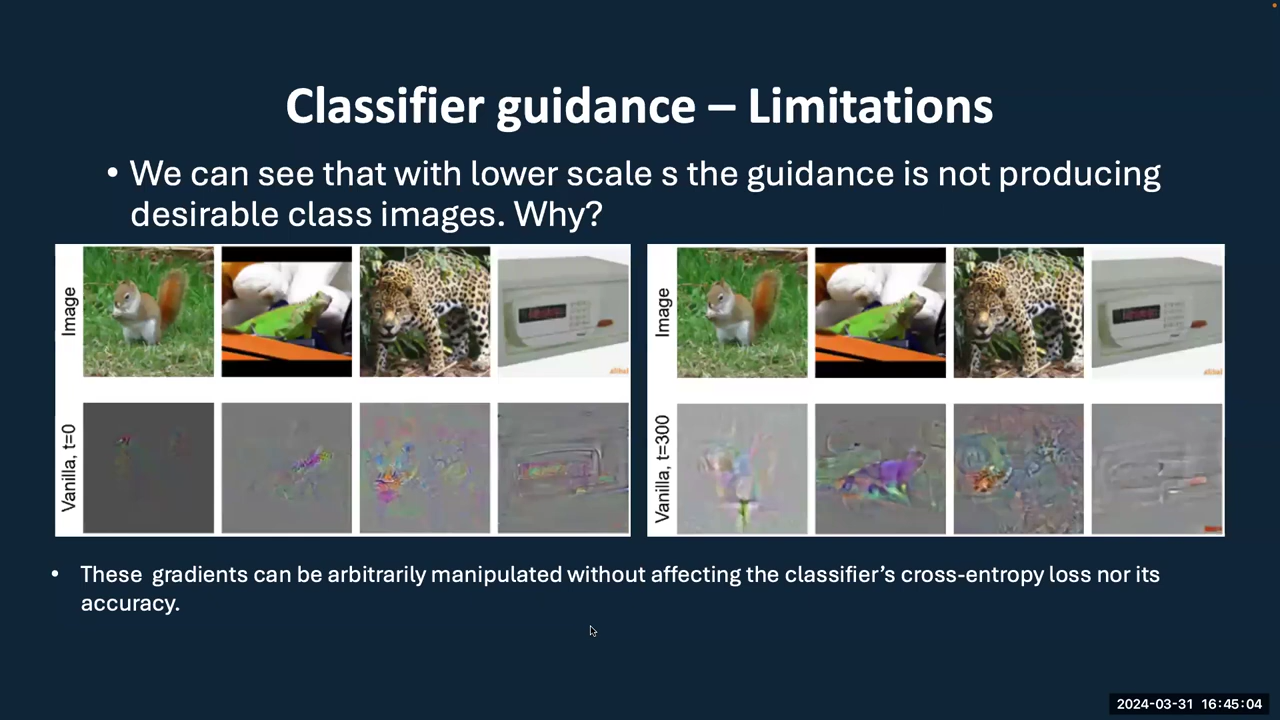 Classifier guidance – Limitations
• We can see that with lower scale s the guidance is not producing
desirable class images. Why?
Image
Vanilla, t=0
Image
Vanilla, t=300
• These gradients can be arbitrarily manipulated without affecting the classifier’s cross-entropy loss nor its
accuracy.
2024-03-31 16:45:04